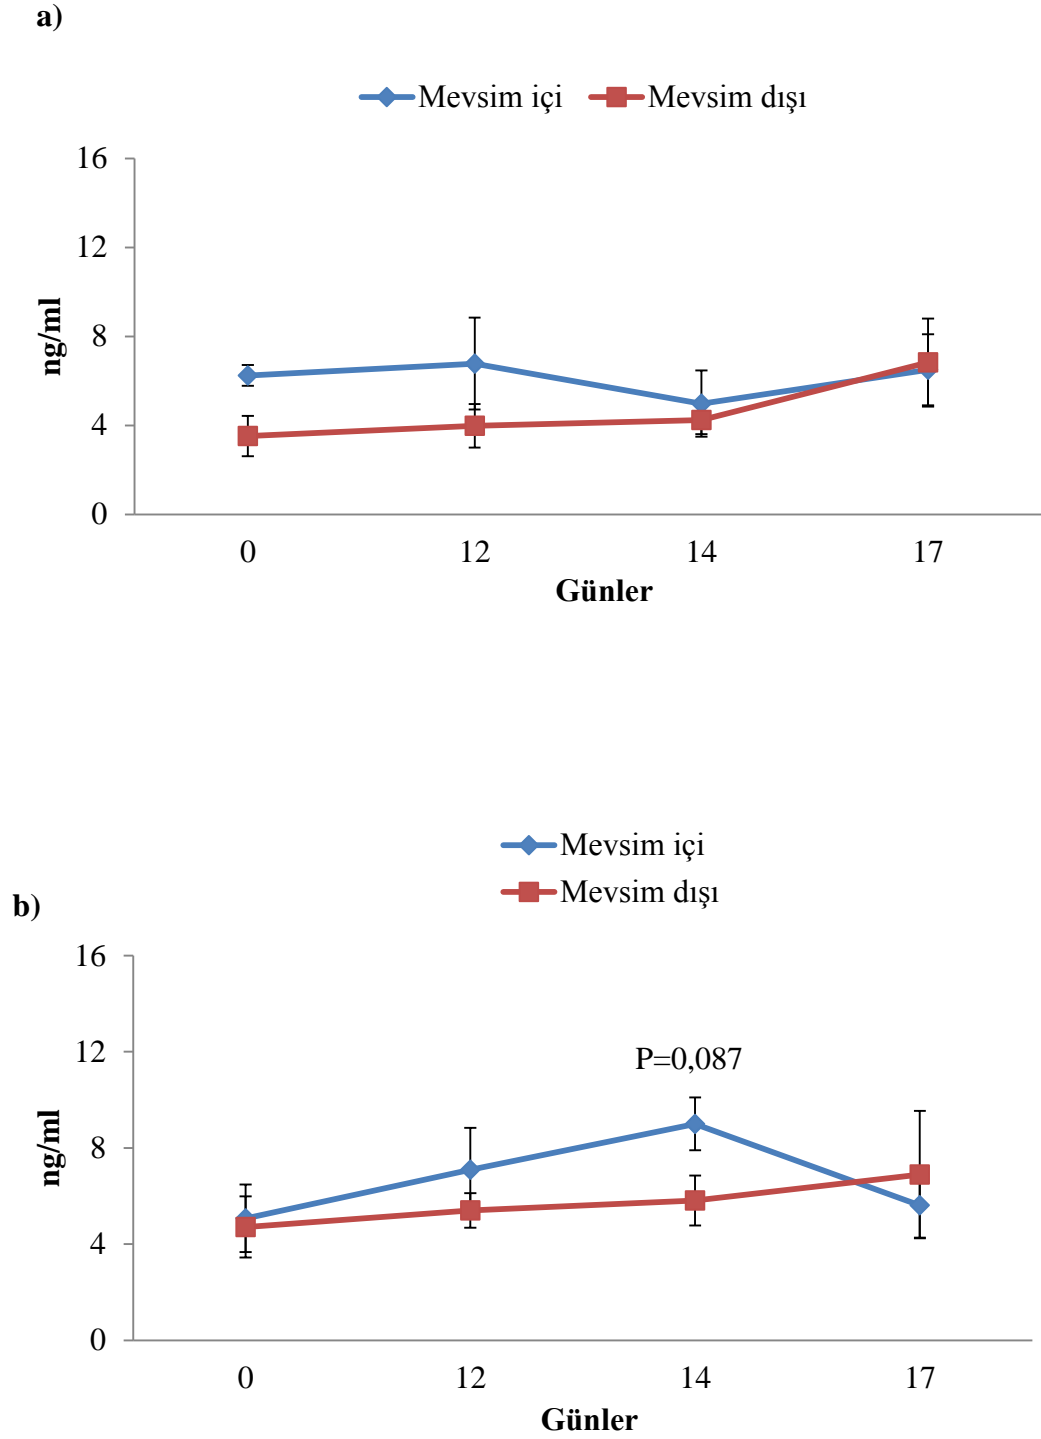 a)
Mevsim içi Mevsim dışı
16
12
8
4
0
ng/ml
0 12 14 17
Günler
Mevsim içi
Mevsim dışı
b)
16
12
8
4
0
ng/ml
P=0,087
0 12 14 17
Günler